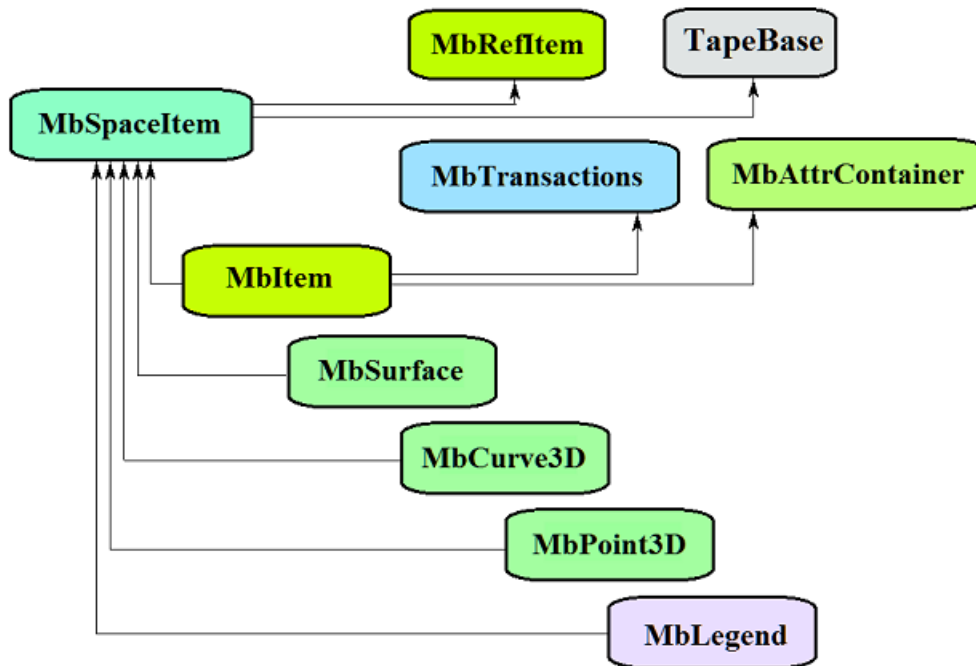 MbRefItem
TapeBase
MbSpaceItem
MbTransactions
MbAttrContainer
MbItem
MbSurface
MbCurve3D
MbPoint3D
MbLegend